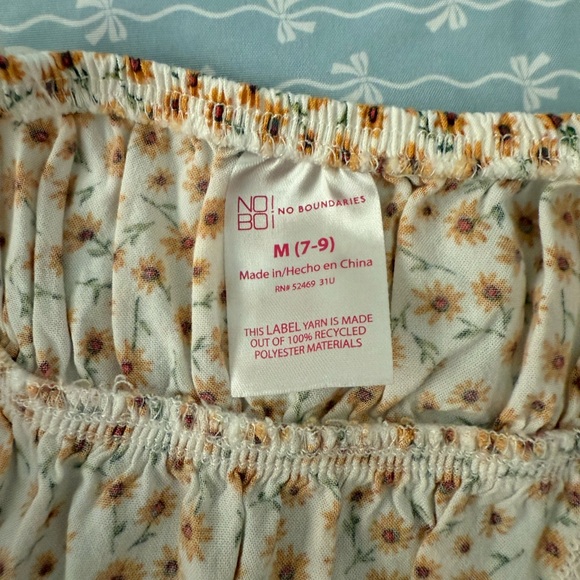 NO!
BO!
NO BOUNDARIES
M (7-9)
Made in/Hecho en China
RN# 52469 31U
THIS LABEL YARN IS MADE
OUT OF 100% RECYCLED
POLYESTER MATERIALS